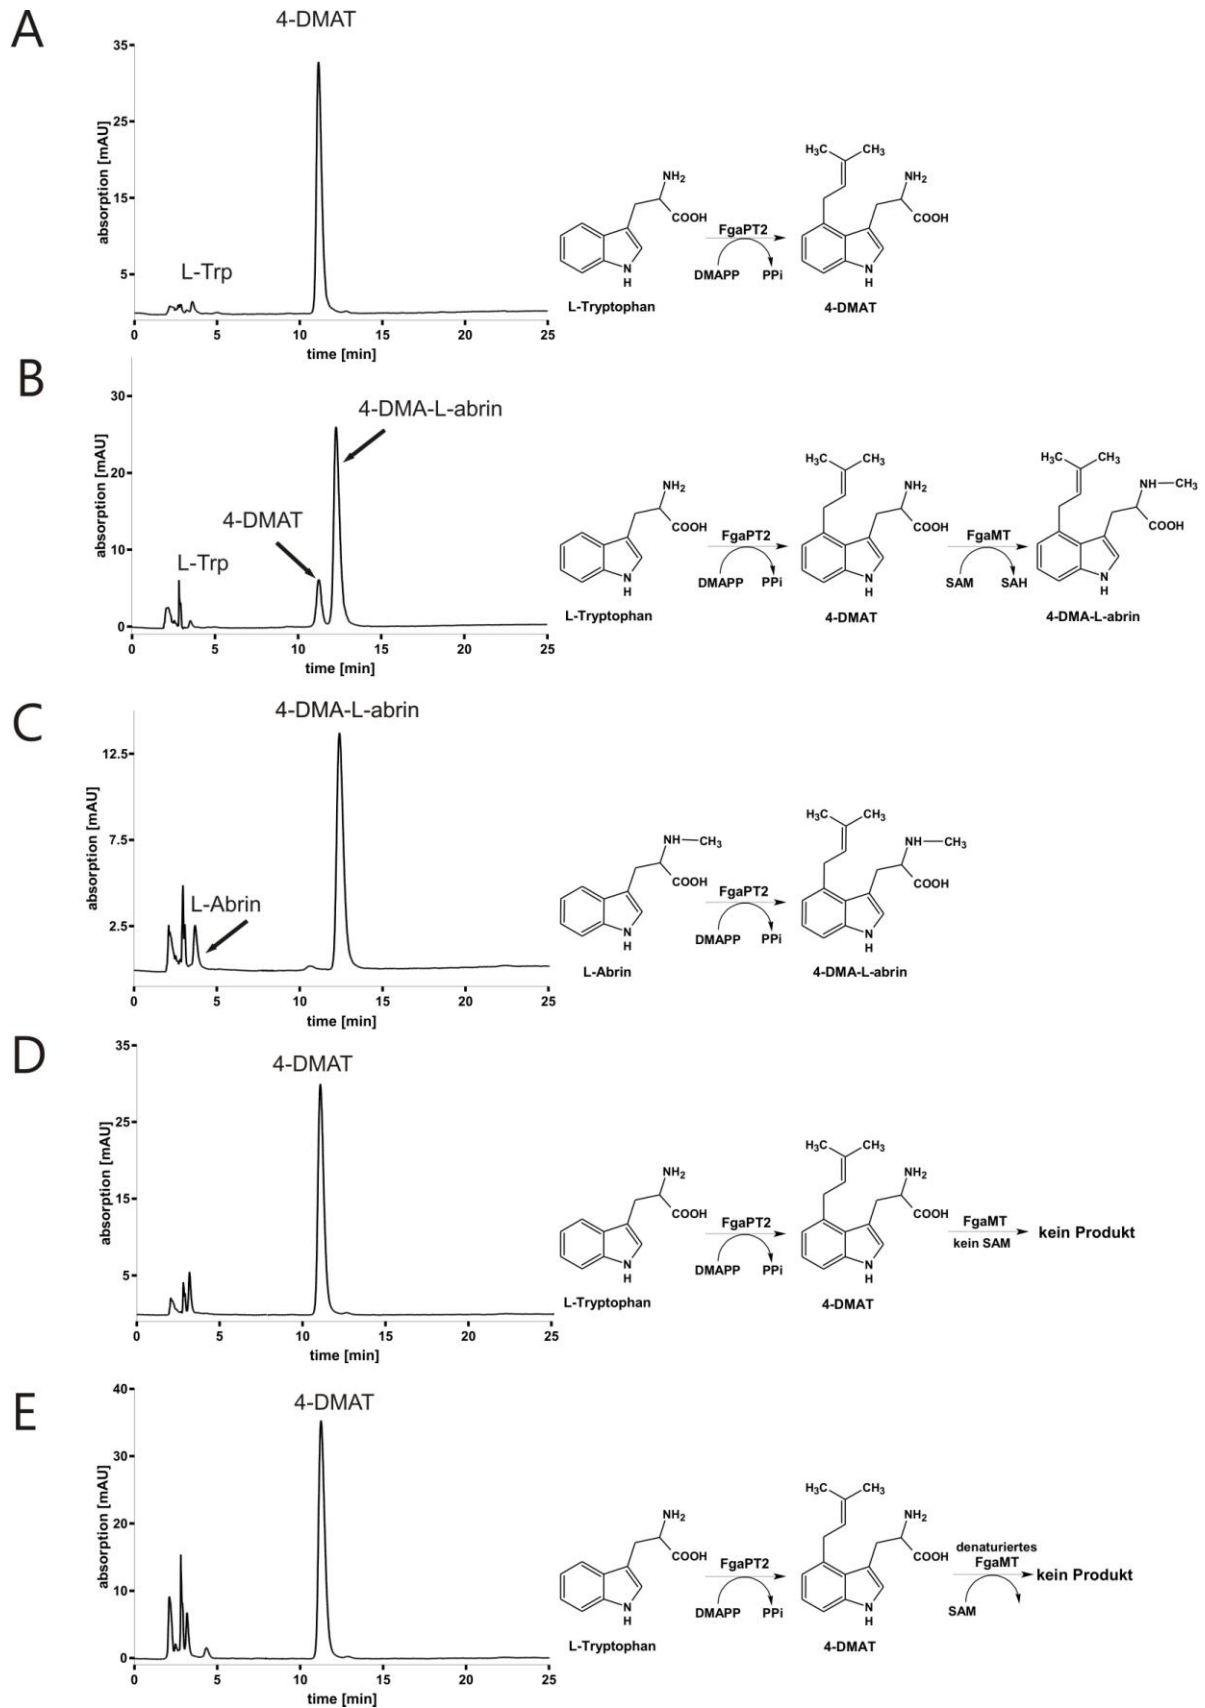 A
4-DMAT
35
25
15
5
absorption [mAU]
L-Trp
0 5 10 15 20 25
time [min]
NH2
COOH
N
H
L-Tryptophan
FgaPT2
DMAPP PPi
H3C CH3
NH2
COOH
N
H
4-DMAT
B
30
20
10
0
absorption [mAU]
4-DMA-L-abrin
4-DMAT
L-Trp
0 5 10 15 20 25
time [min]
NH2
COOH
N
H
L-Tryptophan
FgaPT2
DMAPP PPi
H3C CH3
NH2
COOH
N
H
4-DMAT
FgaMT
SAM SAH
H3C CH3
NH CH3
COOH
N
H
4-DMA-L-abrin
C
4-DMA-L-abrin
12.5
7.5
2.5
absorption [mAU]
L-Abrin
0 5 10 15 20 25
time [min]
NH CH3
COOH
N
H
L-Abrin
FgaPT2
DMAPP PPi
H3C CH3
NH CH3
COOH
N
H
4-DMA-L-abrin
D
4-DMAT
35
25
15
5
absorption [mAU]
0 5 10 15 20 25
time [min]
NH2
COOH
N
H
L-Tryptophan
FgaPT2
DMAPP PPi
H3C CH3
NH2
COOH
N
H
4-DMAT
FgaMT
kein SAM
kein Produkt
E
4-DMAT
40
30
20
10
0
absorption [mAU]
0 5 10 15 20 25
time [min]
NH2
COOH
N
H
L-Tryptophan
FgaPT2
DMAPP PPi
H3C CH3
NH2
COOH
N
H
4-DMAT
denaturiertes
FgaMT
SAM
kein Produkt